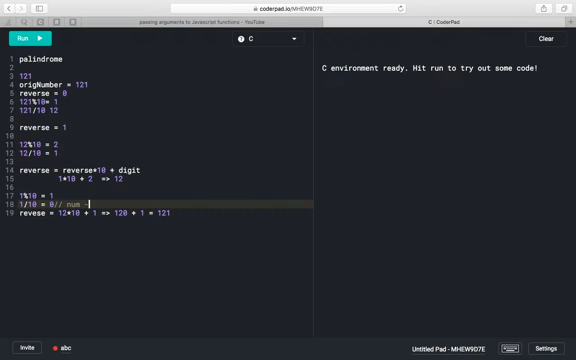 coderpad.io/MHEW9D7E
passing arguments to Javascript functions - YouTube
C | CoderPad
Run
C
Clear
1 palindrome
2
3 121
4 origNumber = 121
5 reverse = 0
6 121%10= 1
7 121/10 12
8
9 reverse = 1
10
11 12%10 = 2
12 12/10 = 1
13
14 reverse = reverse*10 + digit
15 1*10 + 2 => 12
16
17 1%10 = 1
18 1/10 = 0// num -
19 revese = 12*10 + 1 => 120 + 1 = 121
C environment ready. Hit run to try out some code!
Invite
abc
Untitled Pad - MHEW9D7E
Settings